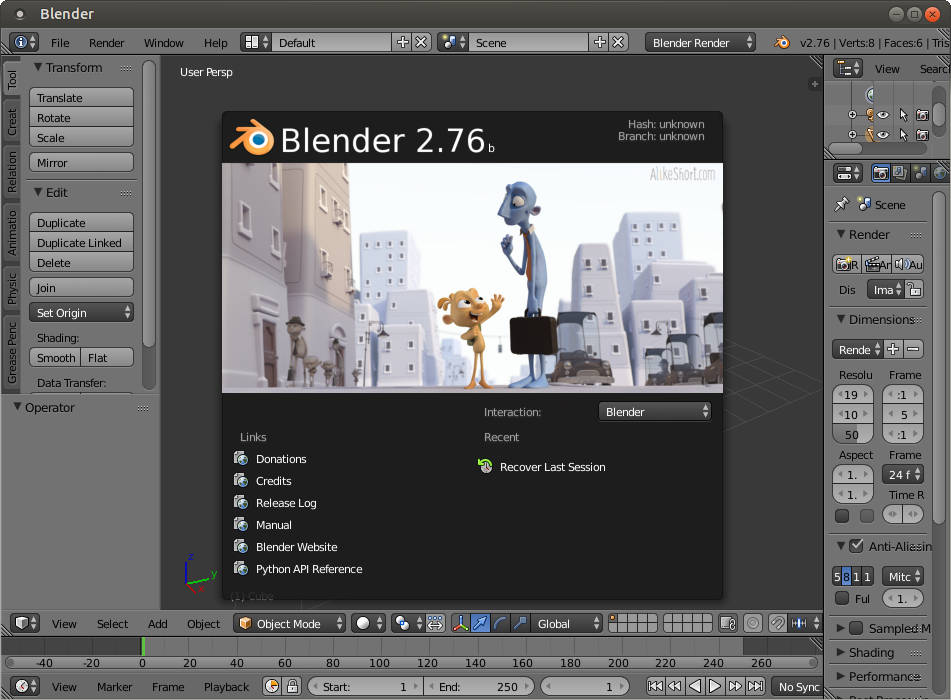 Blender
File Render Window Help Default Scene Blender Render v2.76 | Verts:8 | Faces:6 | Tris
Tool
Creat
Relation
Animatio
Physic
Grease Penc
Transform
Translate
Rotate
Scale
Mirror
Edit
Duplicate
Duplicate Linked
Delete
Join
Set Origin
Shading:
Smooth Flat
Data Transfer:
Operator
User Persp
Blender 2.76 b
Hash: unknown
Branch: unknown
AlikeShort.com
Interaction: Blender
Links
Donations
Credits
Release Log
Manual
Blender Website
Python API Reference
Recent
Recover Last Session
z
y
x
(1) Cube
View Search
Scene
Render
R Ar Au
Dis Ima
Dimensions
Rende
Resolu Frame
19 :1
10 5
50 :1
Aspect Frame
1. 24 f
1. Time R
Anti-Aliasin
5 8 1 1 Mitc
Ful 1.
Sampled M
Shading
Performance
View Select Add Object Object Mode Global
-40 -20 0 20 40 60 80 100 120 140 160 180 200 220 240 260
View Marker Frame Playback Start: 1 End: 250 1 No Sync